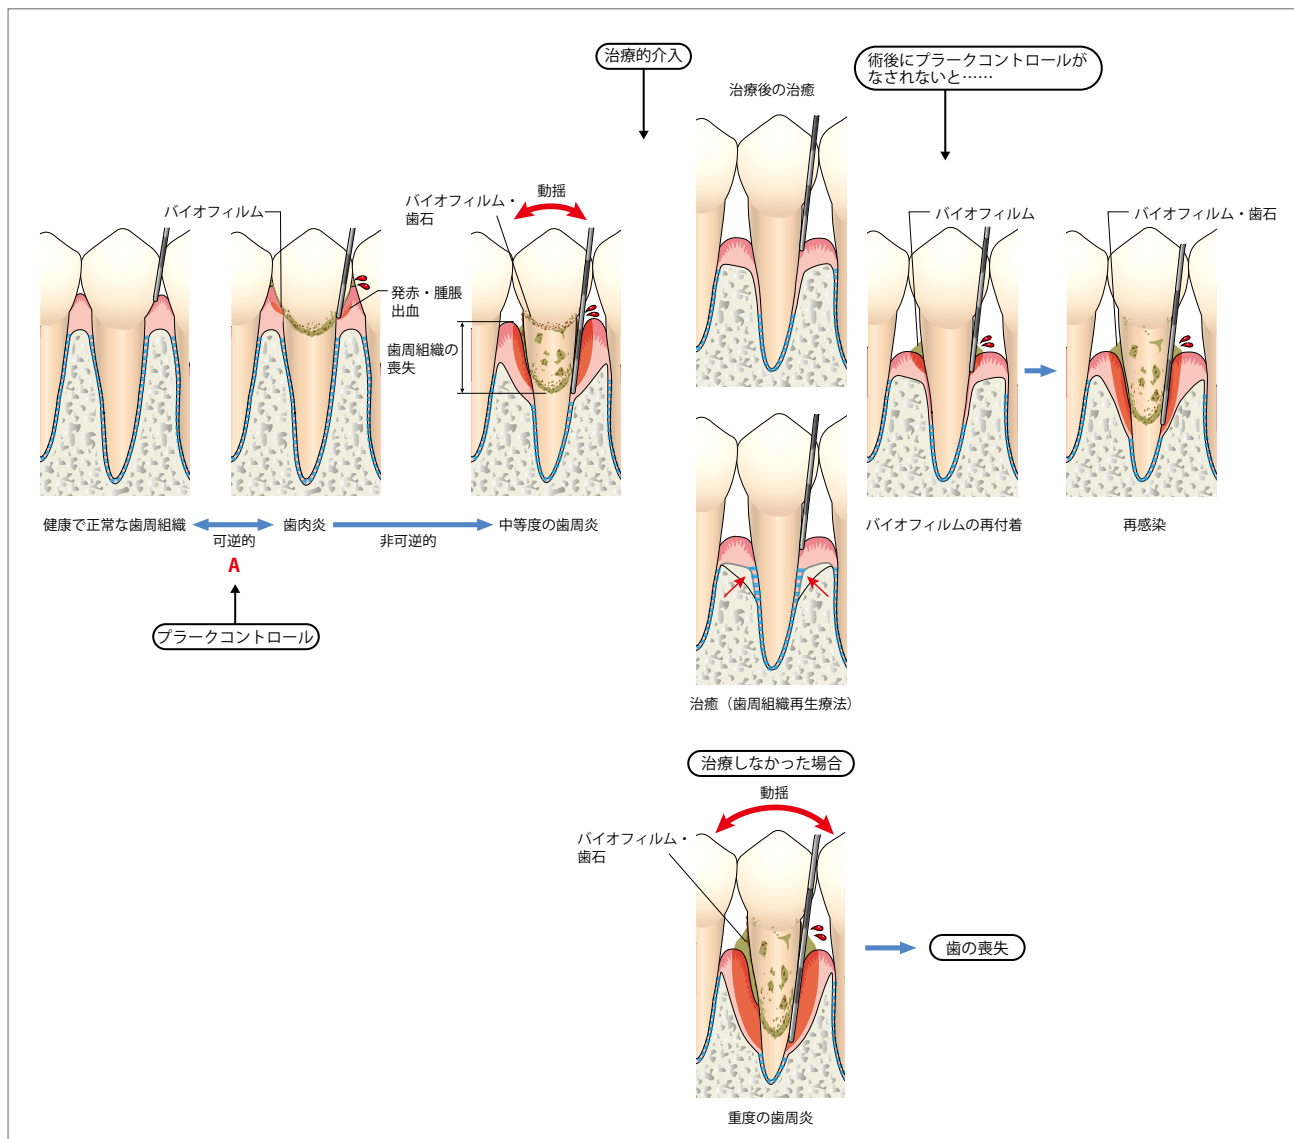 治療的介入
術後にプラークコントロールが
なされないと……
治療後の治癒
バイオフィルム
バイオフィルム・
歯石
動揺
発赤・腫脹
出血
歯周組織の
喪失
バイオフィルム
バイオフィルム・歯石
健康で正常な歯周組織
可逆的
歯肉炎
非可逆的
中等度の歯周炎
バイオフィルムの再付着
再感染
A
プラークコントロール
治癒（歯周組織再生療法）
治療しなかった場合
動揺
バイオフィルム・
歯石
歯の喪失
重度の歯周炎